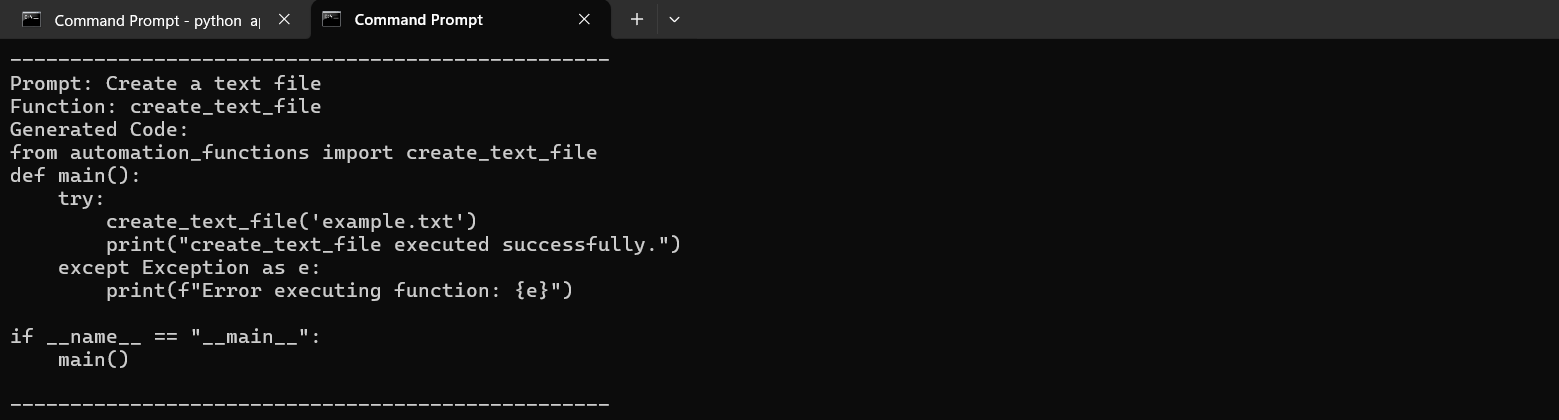 Command Prompt - python
Command Prompt
--------------------------------------------------
Prompt: Create a text file
Function: create_text_file
Generated Code:
from automation_functions import create_text_file
def main():
    try:
        create_text_file('example.txt')
        print("create_text_file executed successfully.")
    except Exception as e:
        print(f"Error executing function: {e}")

if __name__ == "__main__":
    main()

--------------------------------------------------